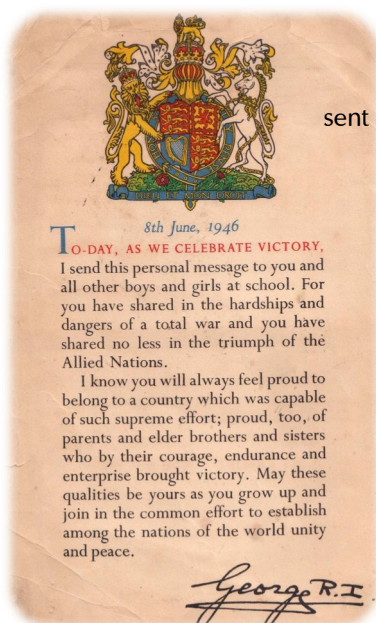 sent
DIEU ET MON DROIT
8th June, 1946
TO-DAY, AS WE CELEBRATE VICTORY,
I send this personal message to you and
all other boys and girls at school. For
you have shared in the hardships and
dangers of a total war and you have
shared no less in the triumph of the
Allied Nations.
I know you will always feel proud to
belong to a country which was capable
of such supreme effort; proud, too, of
parents and elder brothers and sisters
who by their courage, endurance and
enterprise brought victory. May these
qualities be yours as you grow up and
join in the common effort to establish
among the nations of the world unity
and peace.
George R.I.